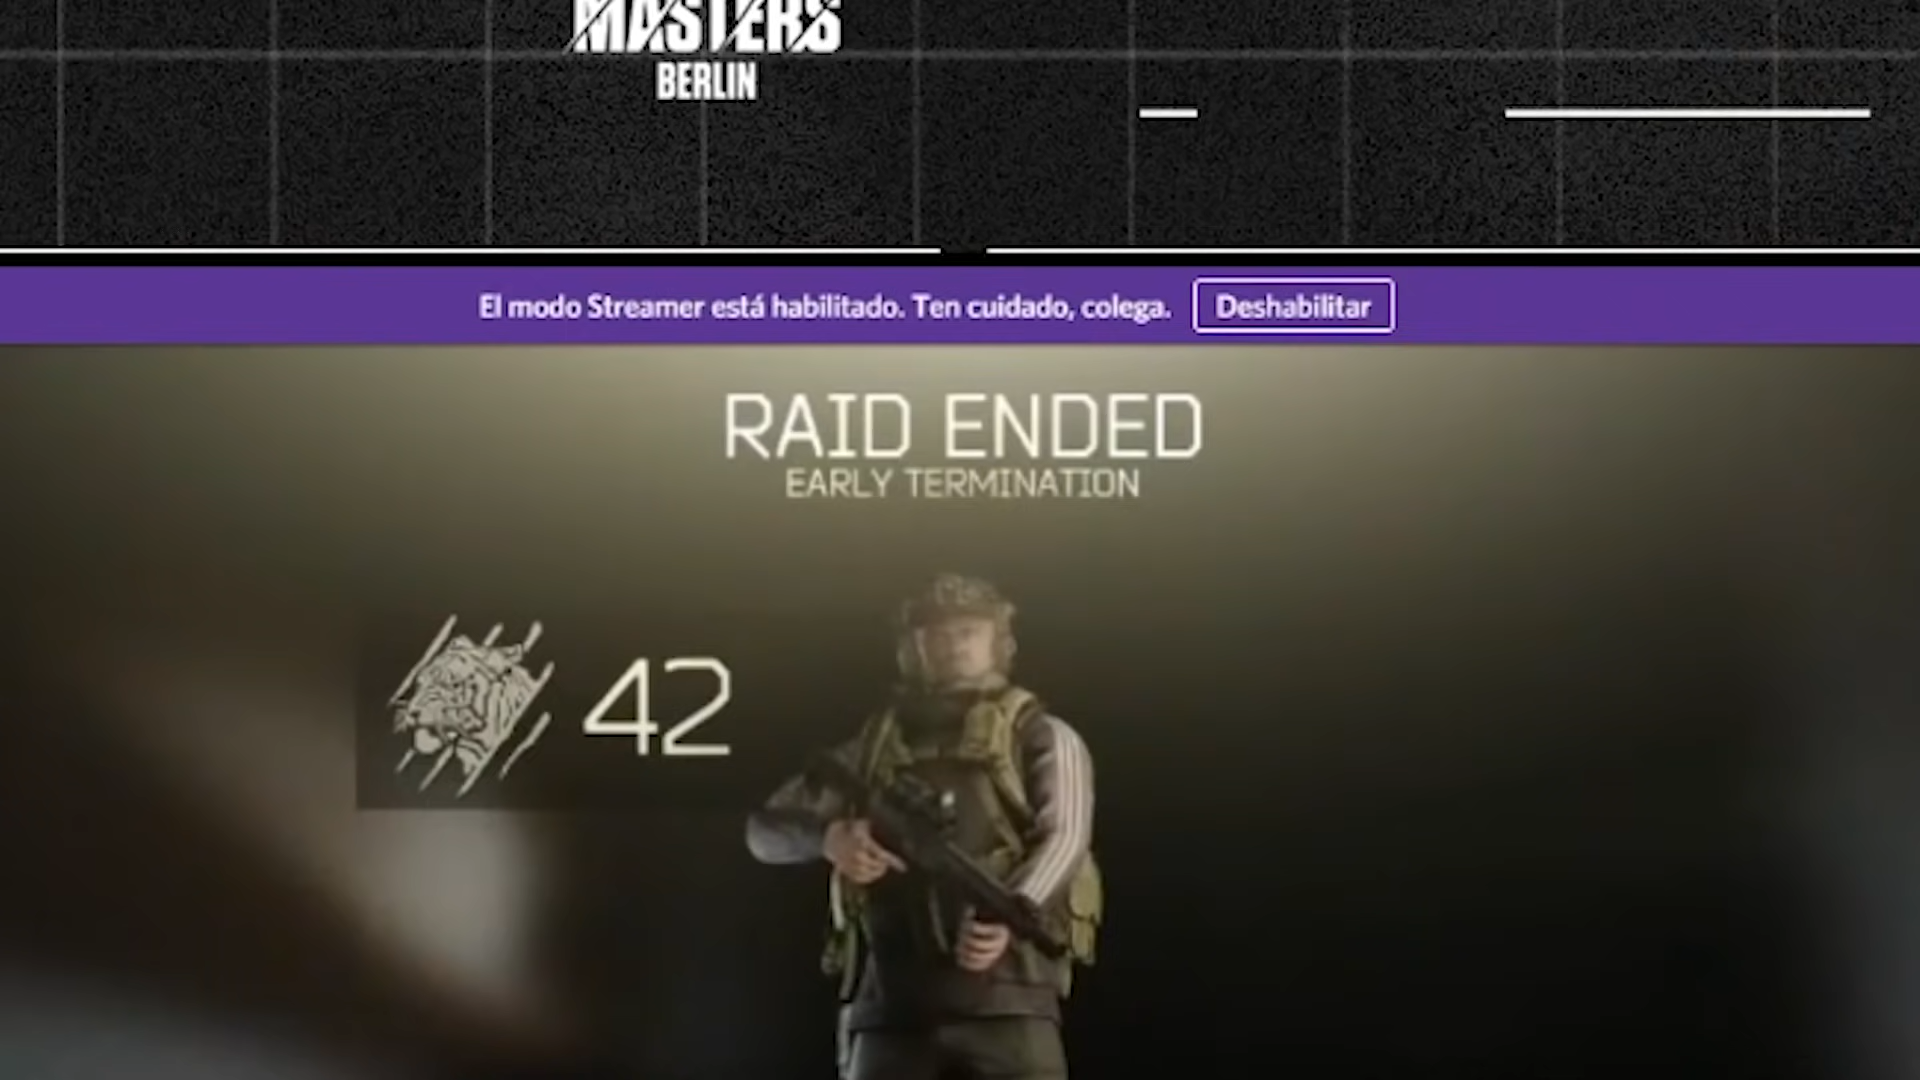 MASTERS
BERLIN
El modo Streamer está habilitado. Ten cuidado, colega. Deshabilitar
RAID ENDED
EARLY TERMINATION
42